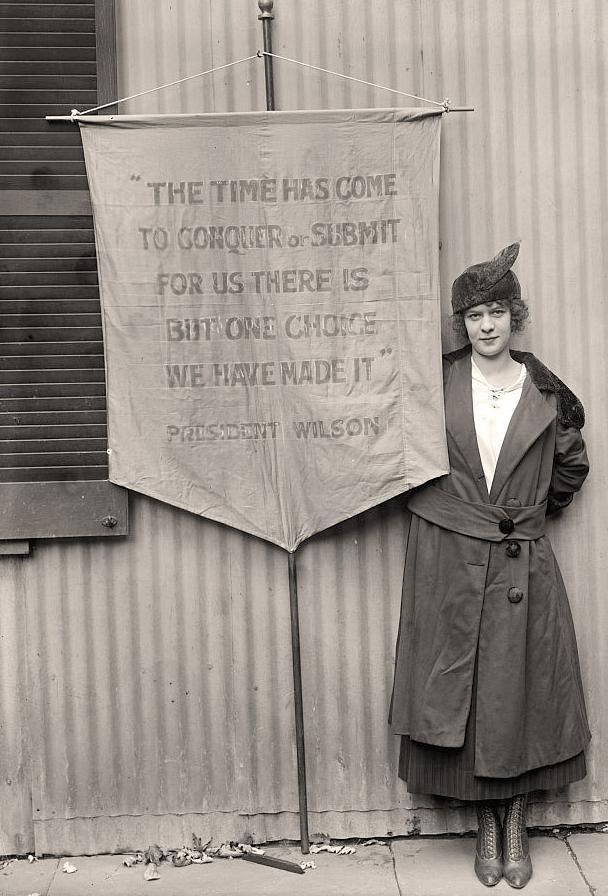 "THE TIME HAS COME
TO CONQUER or SUBMIT
FOR US THERE IS
BUT ONE CHOICE
WE HAVE MADE IT"
PRESIDENT WILSON